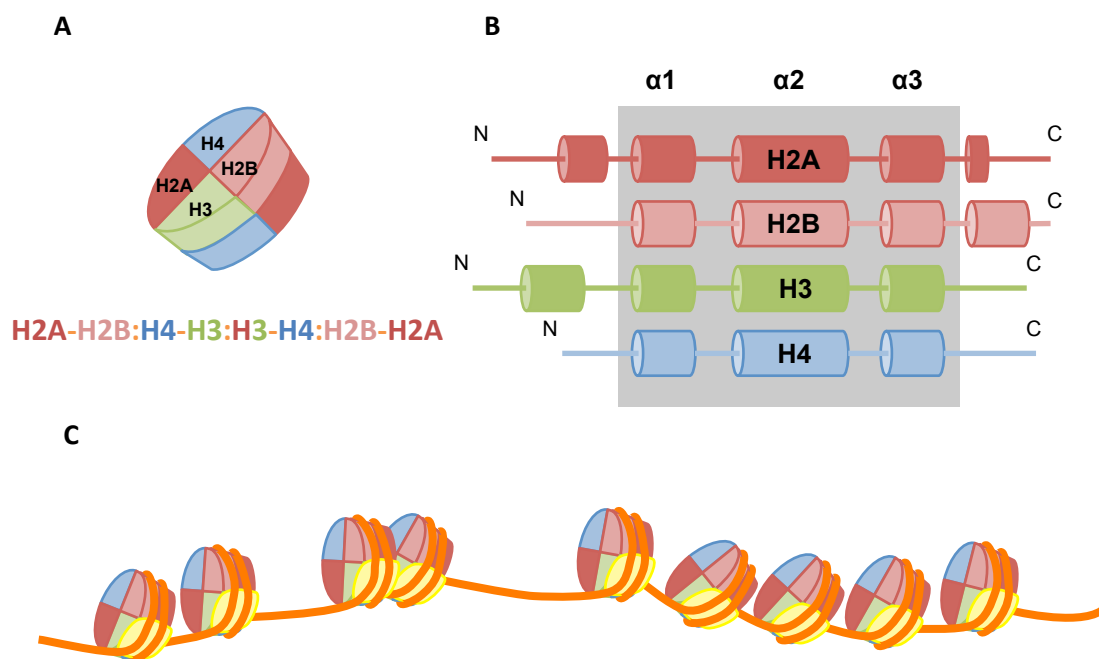 A
H4
H2B
H2A
H3
H2A-H2B:H4-H3:H3-H4:H2B-H2A
B
α1 α2 α3
N H2A C
N H2B C
N H3 C
N H4 C
C